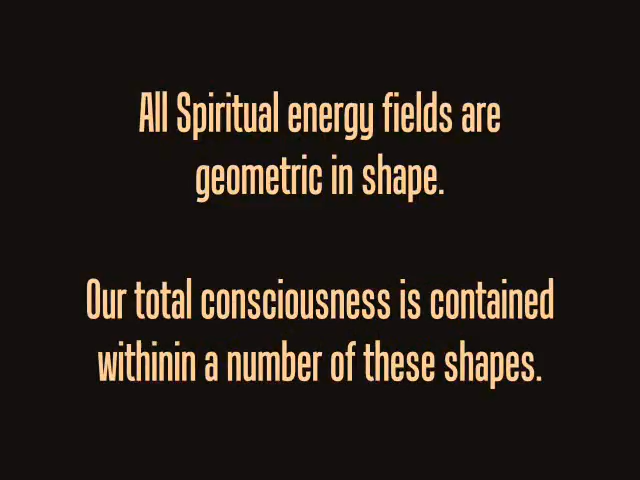 All Spiritual energy fields are
geometric in shape.
Our total consciousness is contained
withinin a number of these shapes.